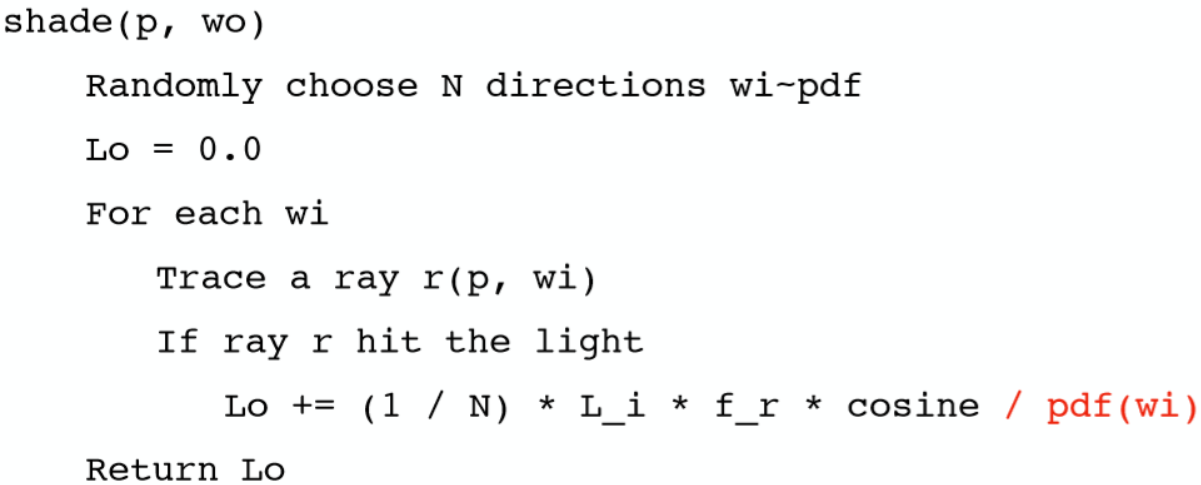 shade(p, wo)
Randomly choose N directions wi~pdf
Lo = 0.0
For each wi
Trace a ray r(p, wi)
If ray r hit the light
Lo += (1 / N) * L_i * f_r * cosine / pdf(wi)
Return Lo